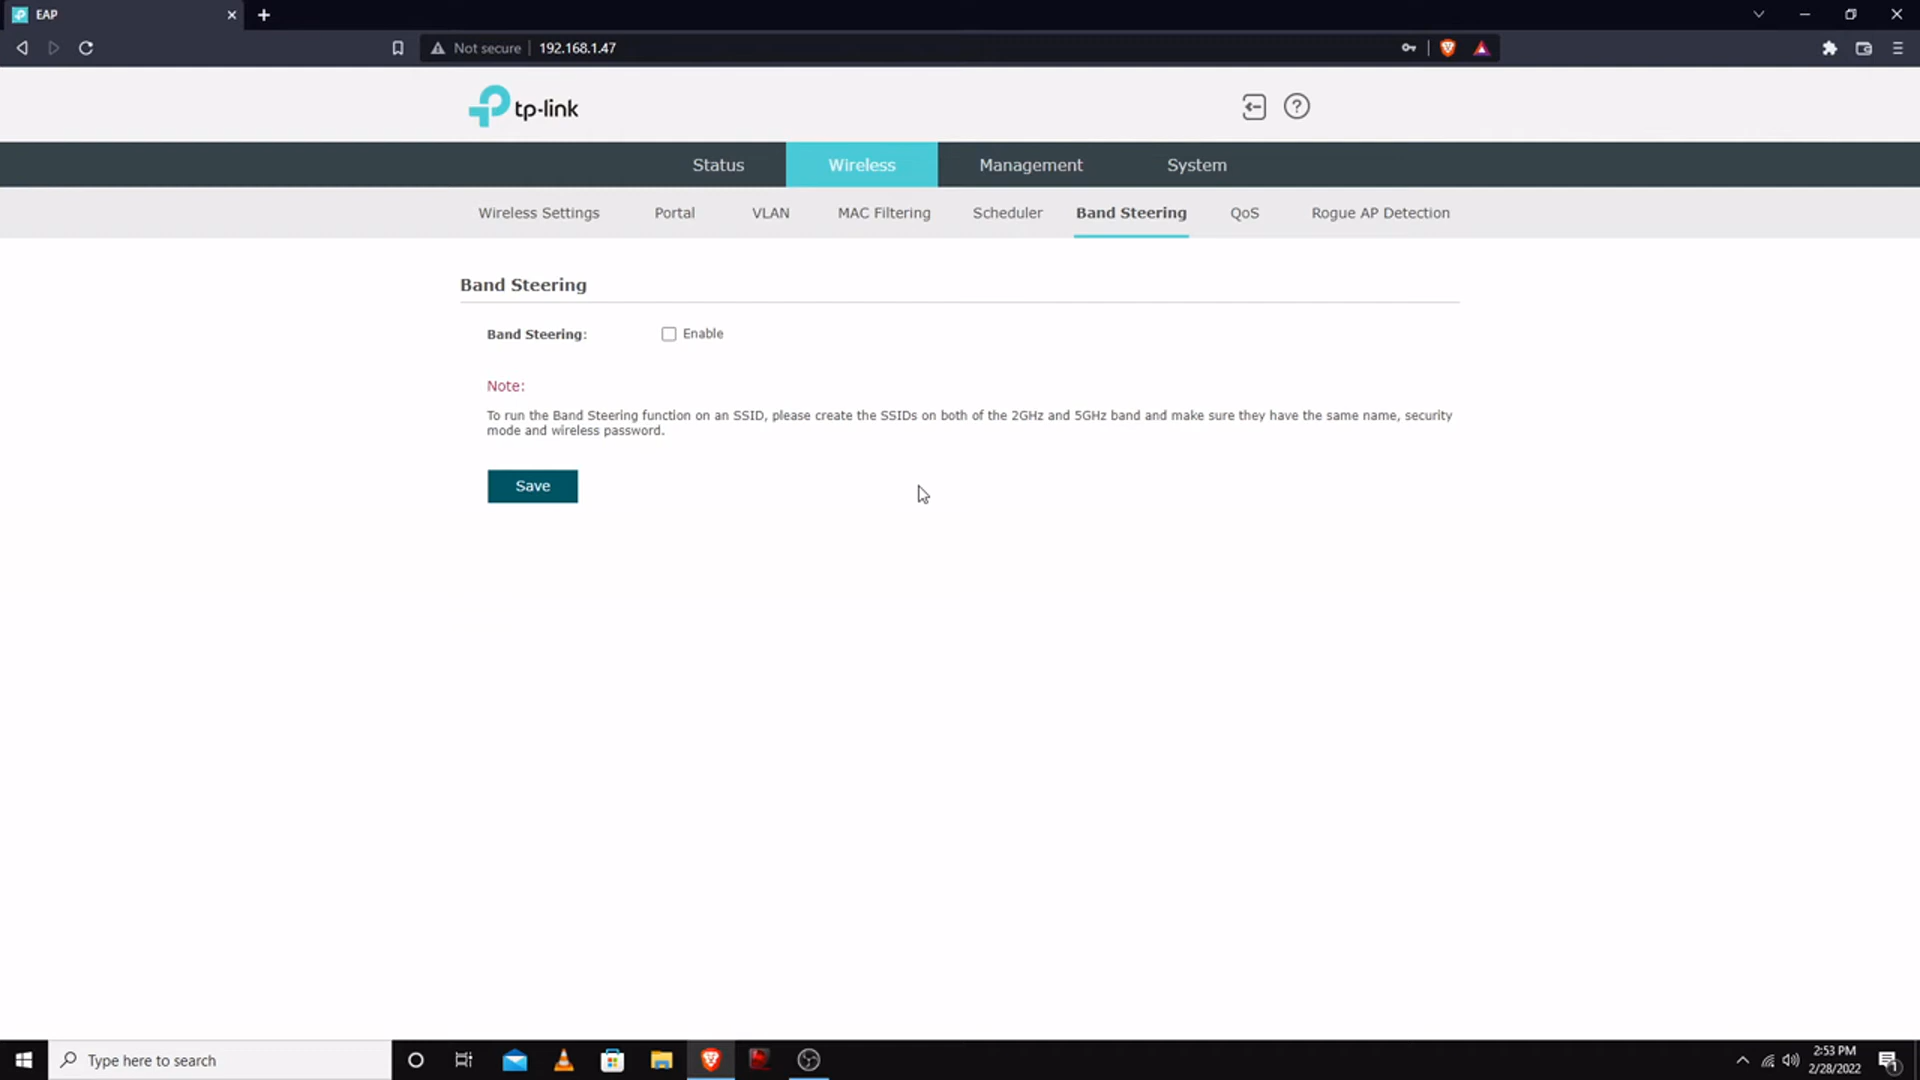 EAP
Not secure
192.168.1.47
tp-link
Status
Wireless
Management
System
Wireless Settings
Portal
VLAN
MAC Filtering
Scheduler
Band Steering
QoS
Rogue AP Detection
Band Steering
Band Steering:
Enable
Note:
To run the Band Steering function on an SSID, please create the SSIDs on both of the 2GHz and 5GHz band and make sure they have the same name, security
mode and wireless password.
Save
Type here to search
2:53 PM
2/28/2022
1